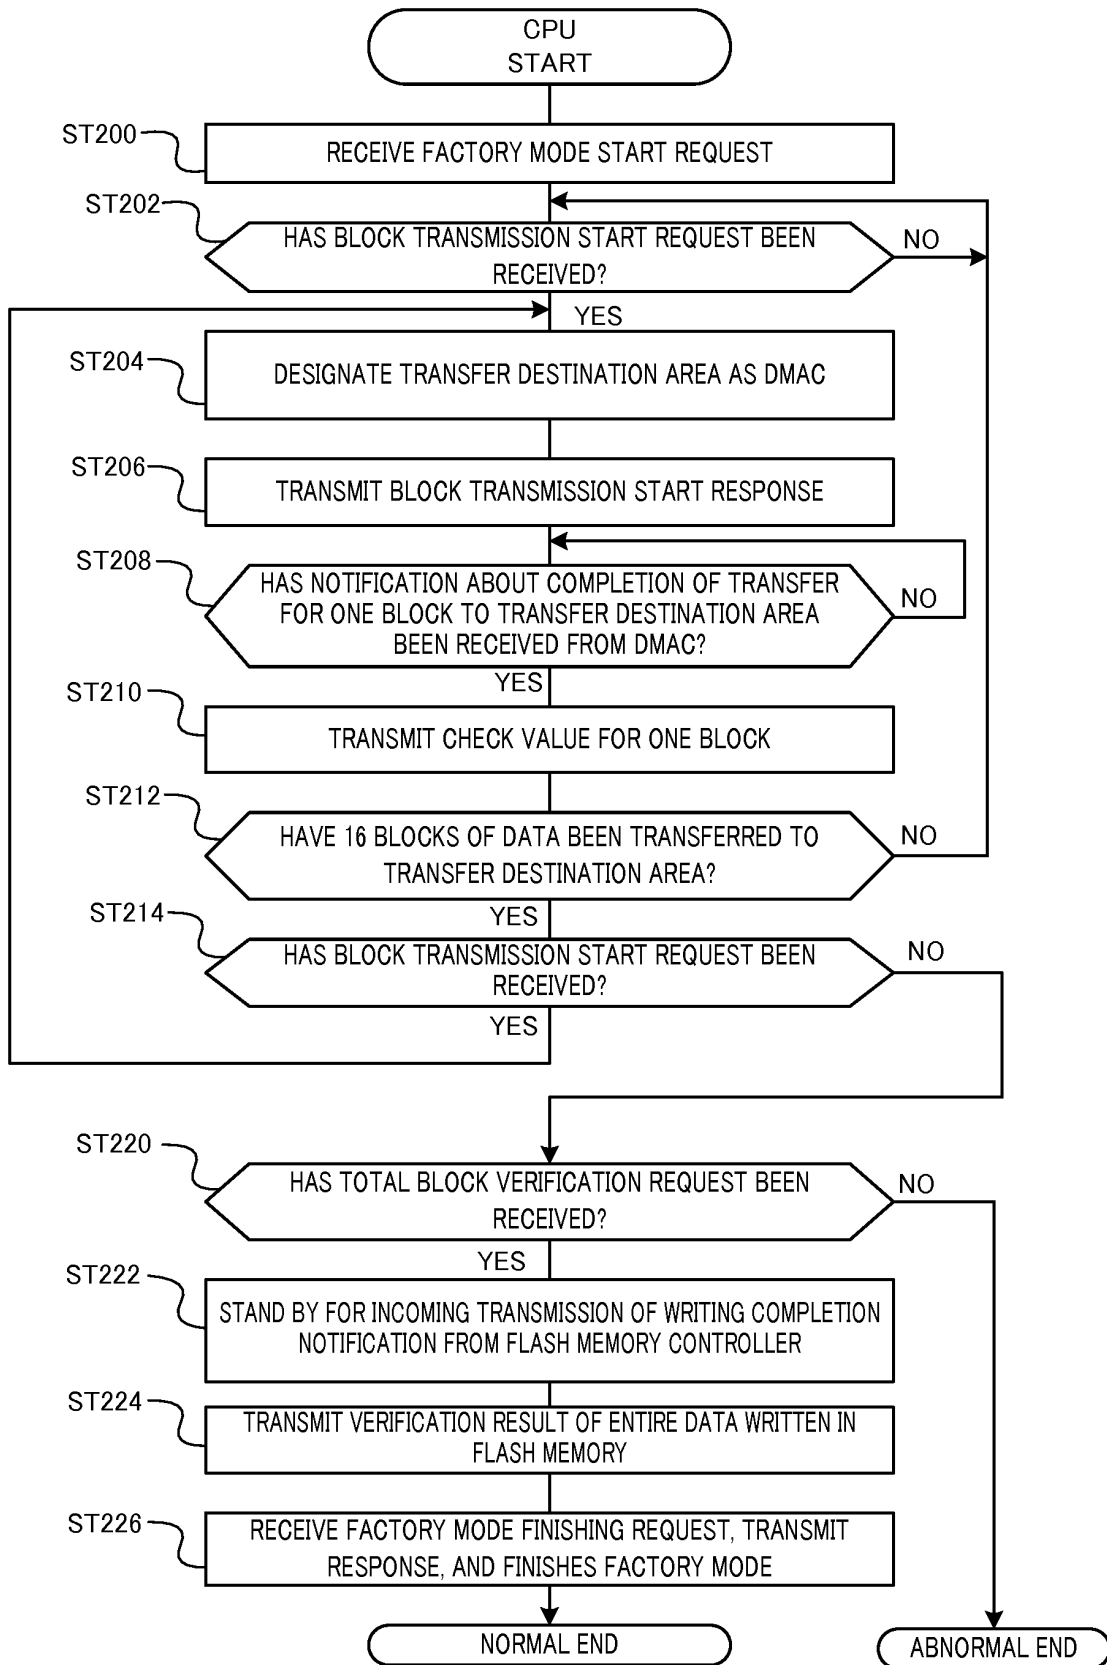 CPU
START
ST200
RECEIVE FACTORY MODE START REQUEST
ST202
HAS BLOCK TRANSMISSION START REQUEST BEEN
RECEIVED?
NO
YES
ST204
DESIGNATE TRANSFER DESTINATION AREA AS DMAC
ST206
TRANSMIT BLOCK TRANSMISSION START RESPONSE
ST208
HAS NOTIFICATION ABOUT COMPLETION OF TRANSFER
FOR ONE BLOCK TO TRANSFER DESTINATION AREA
BEEN RECEIVED FROM DMAC?
NO
YES
ST210
TRANSMIT CHECK VALUE FOR ONE BLOCK
ST212
HAVE 16 BLOCKS OF DATA BEEN TRANSFERRED TO
TRANSFER DESTINATION AREA?
NO
YES
ST214
HAS BLOCK TRANSMISSION START REQUEST BEEN
RECEIVED?
NO
YES
ST220
HAS TOTAL BLOCK VERIFICATION REQUEST BEEN
RECEIVED?
NO
YES
ST222
STAND BY FOR INCOMING TRANSMISSION OF WRITING COMPLETION
NOTIFICATION FROM FLASH MEMORY CONTROLLER
ST224
TRANSMIT VERIFICATION RESULT OF ENTIRE DATA WRITTEN IN
FLASH MEMORY
ST226
RECEIVE FACTORY MODE FINISHING REQUEST, TRANSMIT
RESPONSE, AND FINISHES FACTORY MODE
NORMAL END
ABNORMAL END